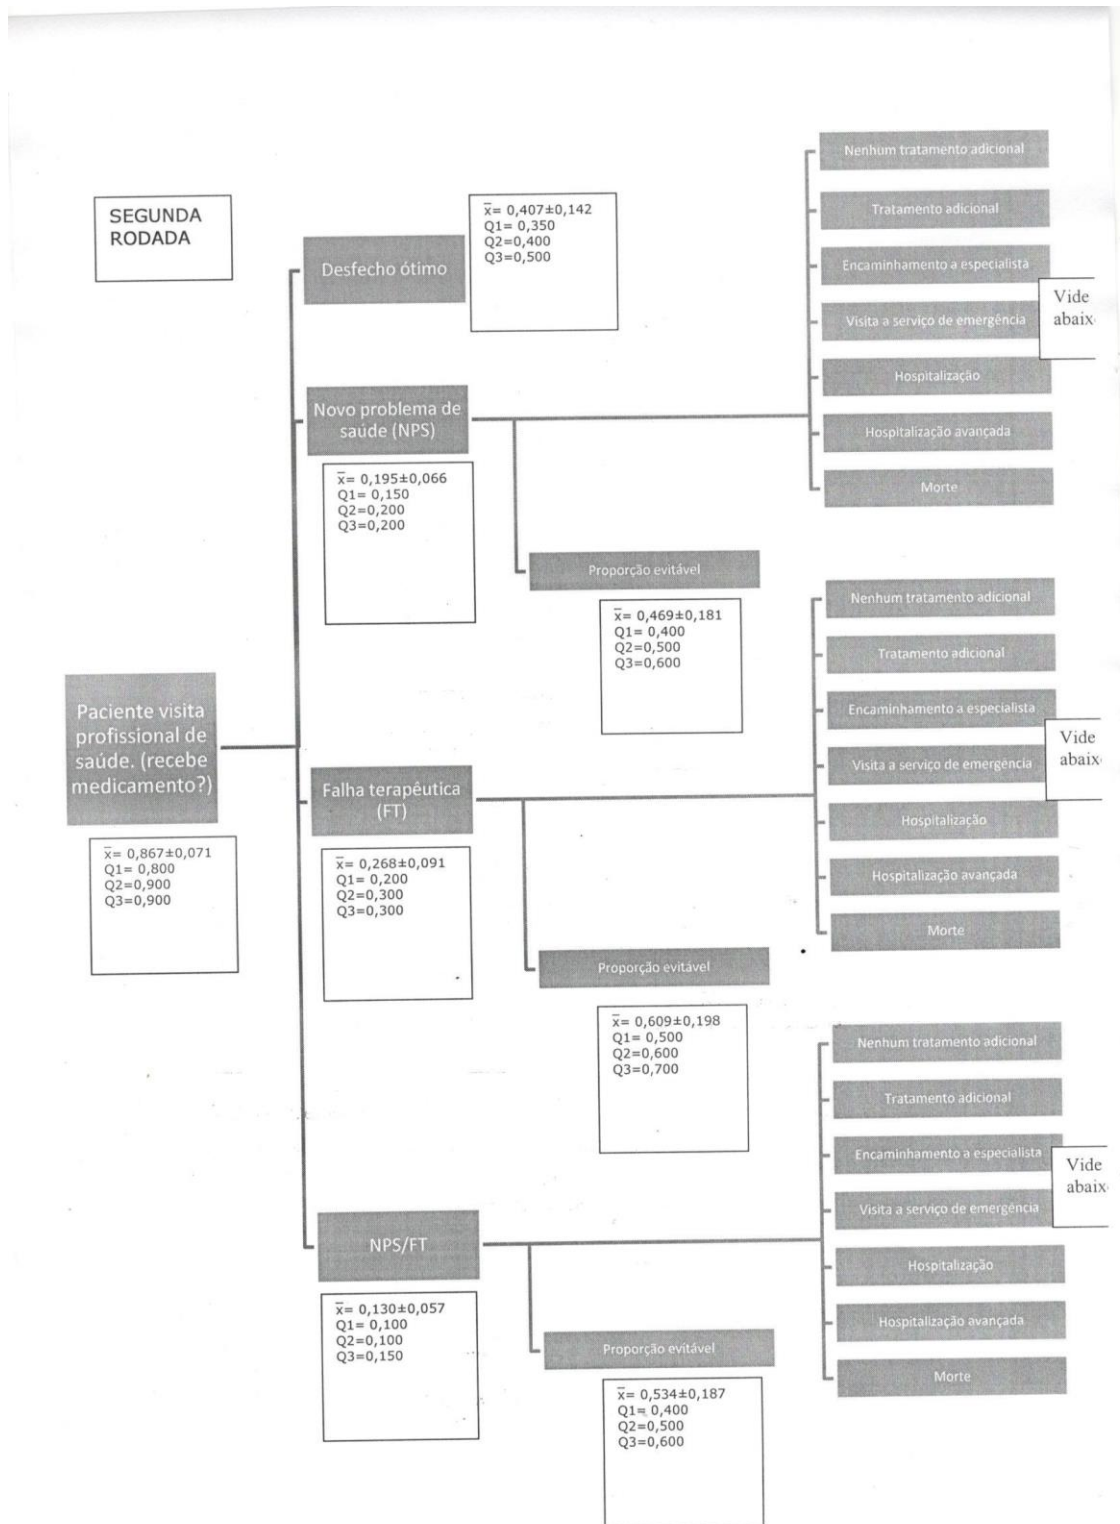 SEGUNDA
RODADA
Desfecho ótimo
x̅= 0,407±0,142
Q1= 0,350
Q2=0,400
Q3=0,500
Novo problema de
saúde (NPS)
x̅= 0,195±0,066
Q1= 0,150
Q2=0,200
Q3=0,200
Proporção evitável
x̅= 0,469±0,181
Q1= 0,400
Q2=0,500
Q3=0,600
Nenhum tratamento adicional
Tratamento adicional
Encaminhamento a especialista
Visita a serviço de emergência
Hospitalização
Hospitalização avançada
Morte
Vide
abaix
Paciente visita
profissional de
saúde. (recebe
medicamento?)
x̅= 0,867±0,071
Q1= 0,800
Q2=0,900
Q3=0,900
Falha terapêutica
(FT)
x̅= 0,268±0,091
Q1= 0,200
Q2=0,300
Q3=0,300
Proporção evitável
x̅= 0,609±0,198
Q1= 0,500
Q2=0,600
Q3=0,700
Nenhum tratamento adicional
Tratamento adicional
Encaminhamento a especialista
Visita a serviço de emergência
Hospitalização
Hospitalização avançada
Morte
Vide
abaix
NPS/FT
x̅= 0,130±0,057
Q1= 0,100
Q2=0,100
Q3=0,150
Proporção evitável
x̅= 0,534±0,187
Q1= 0,400
Q2=0,500
Q3=0,600
Nenhum tratamento adicional
Tratamento adicional
Encaminhamento a especialista
Visita a serviço de emergência
Hospitalização
Hospitalização avançada
Morte
Vide
abaix